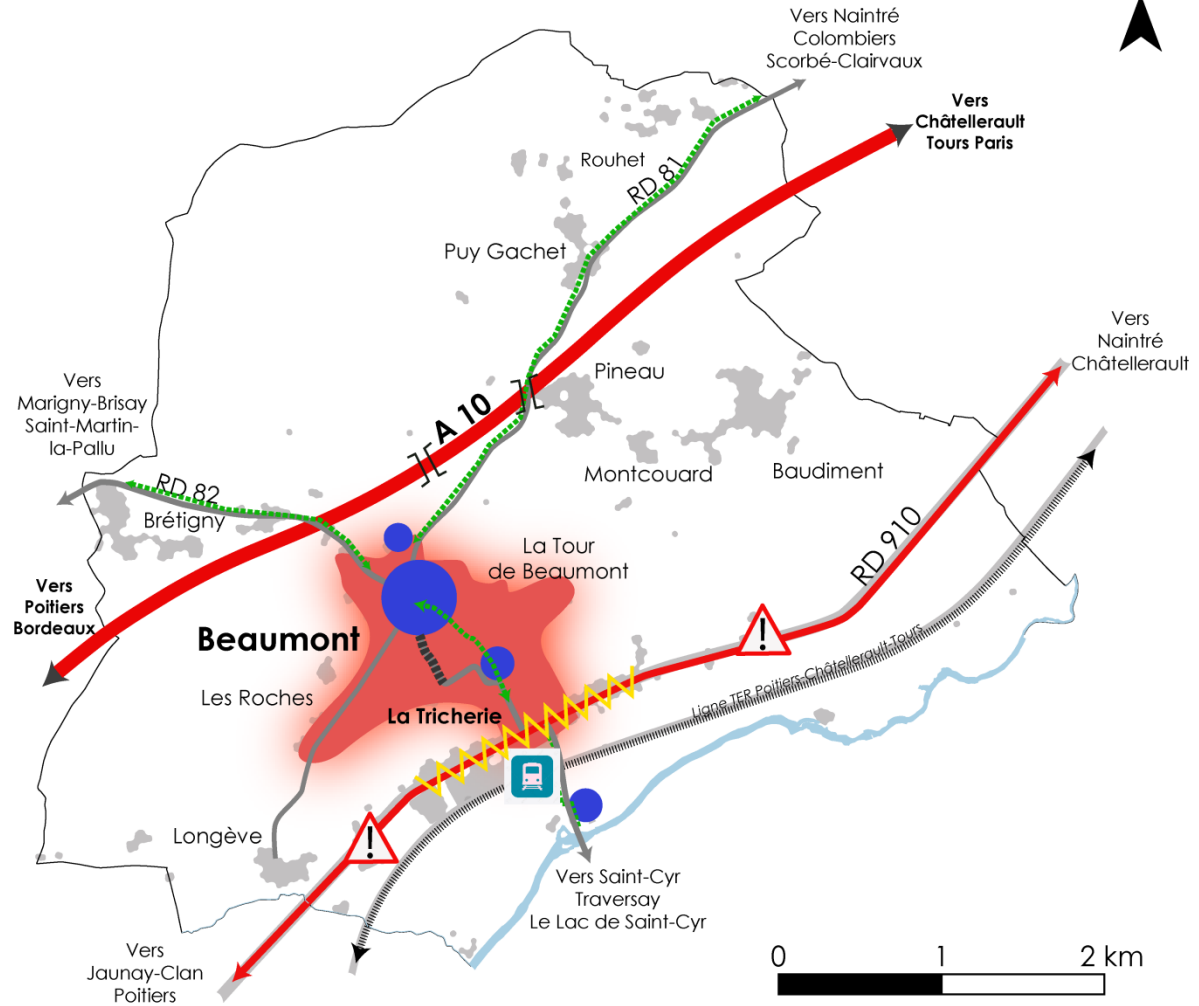 Vers Naintré
Colombiers
Scorbé-Clairvaux
Vers
Châtellerault
Tours Paris
Rouhet
RD 81
Puy Gachet
Vers
Naintré
Châtellerault
Pineau
Vers
Marigny-Brisay
Saint-Martin-
la-Pallu
A 10
Montcouard
Baudiment
RD 82
Brétigny
RD 910
La Tour
de Beaumont
Vers
Poitiers
Bordeaux
Beaumont
Ligne TER Poitiers-Châtellerault-Tours
Les Roches
La Tricherie
!
!
Longève
Vers Saint-Cyr
Traversay
Le Lac de Saint-Cyr
Vers
Jaunay-Clan
Poitiers
0 1 2 km